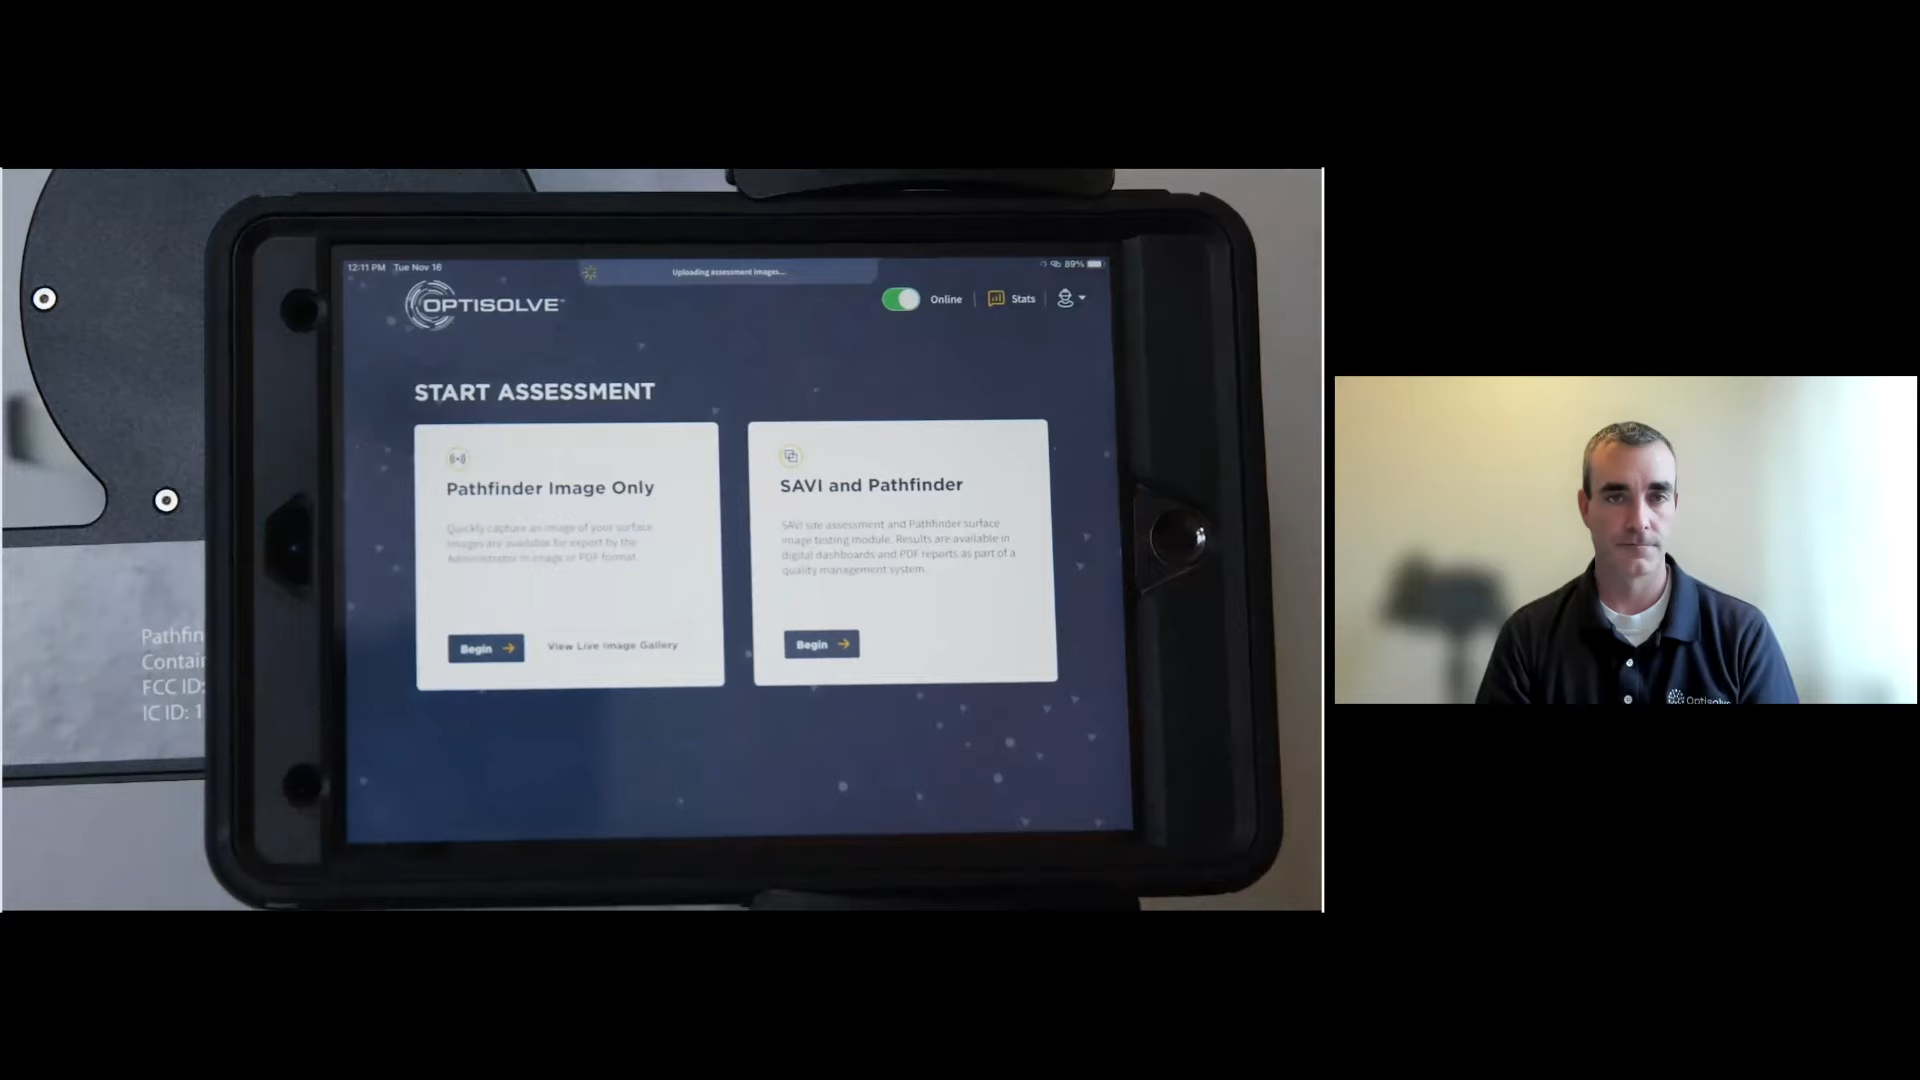 12:11 PM Tue Nov 16
Uploading assessment images...
89%
OPTISOLVE
Online
Stats
START ASSESSMENT
Pathfinder Image Only
Quickly capture an image of your surface
Images are available for export by the
Administrator in image or PDF format.
Begin
View Live Image Gallery
SAVI and Pathfinder
SAVI site assessment and Pathfinder surface
image testing module. Results are available in
digital dashboards and PDF reports as part of a
quality management system.
Begin
Pathfin
Contain
FCC ID:
IC ID: 1
Optisolve